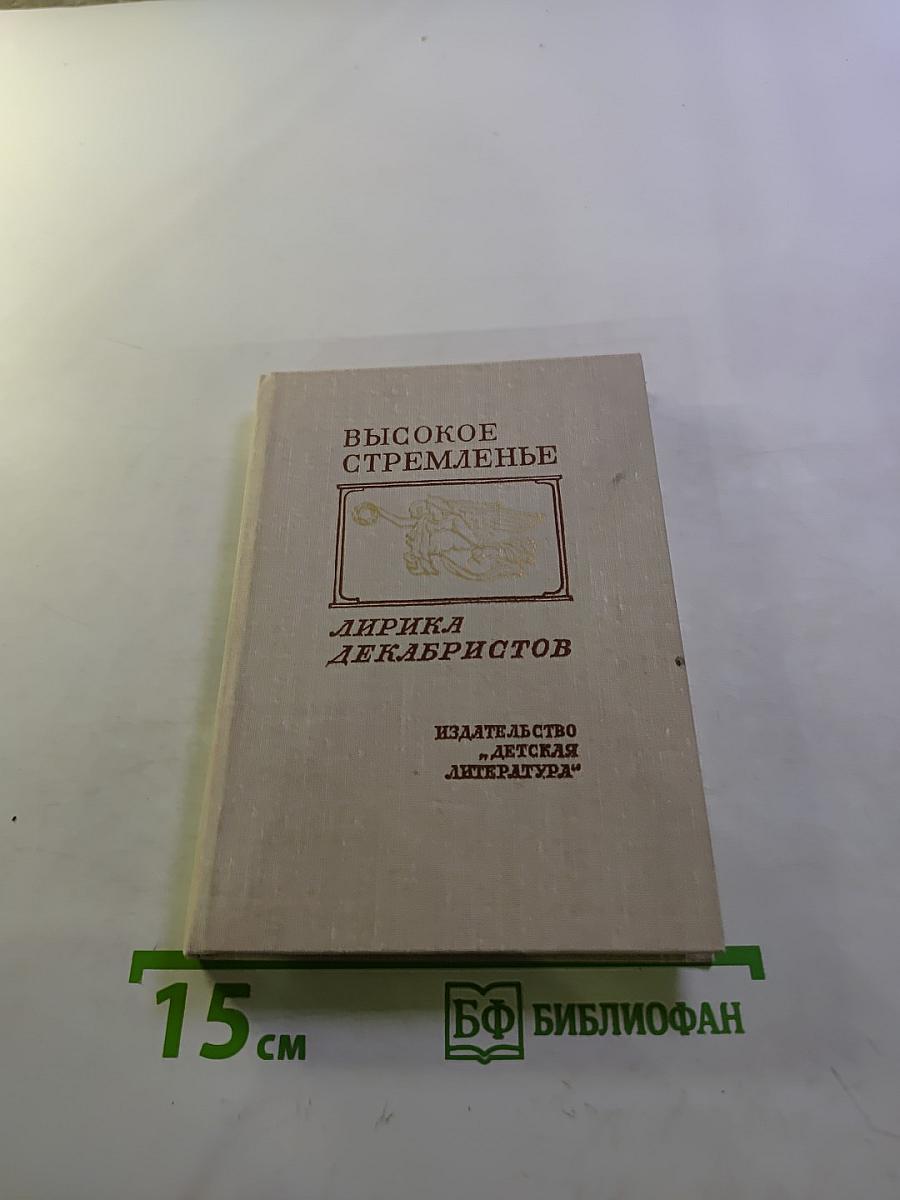 ВЫСОКОЕ
СТРЕМЛЕНЬЕ
ЛИРИКА
ДЕКАБРИСТОВ
ИЗДАТЕЛЬСТВО
„ДЕТСКАЯ
ЛИТЕРАТУРА“
15 см
БФ БИБЛИОФАН